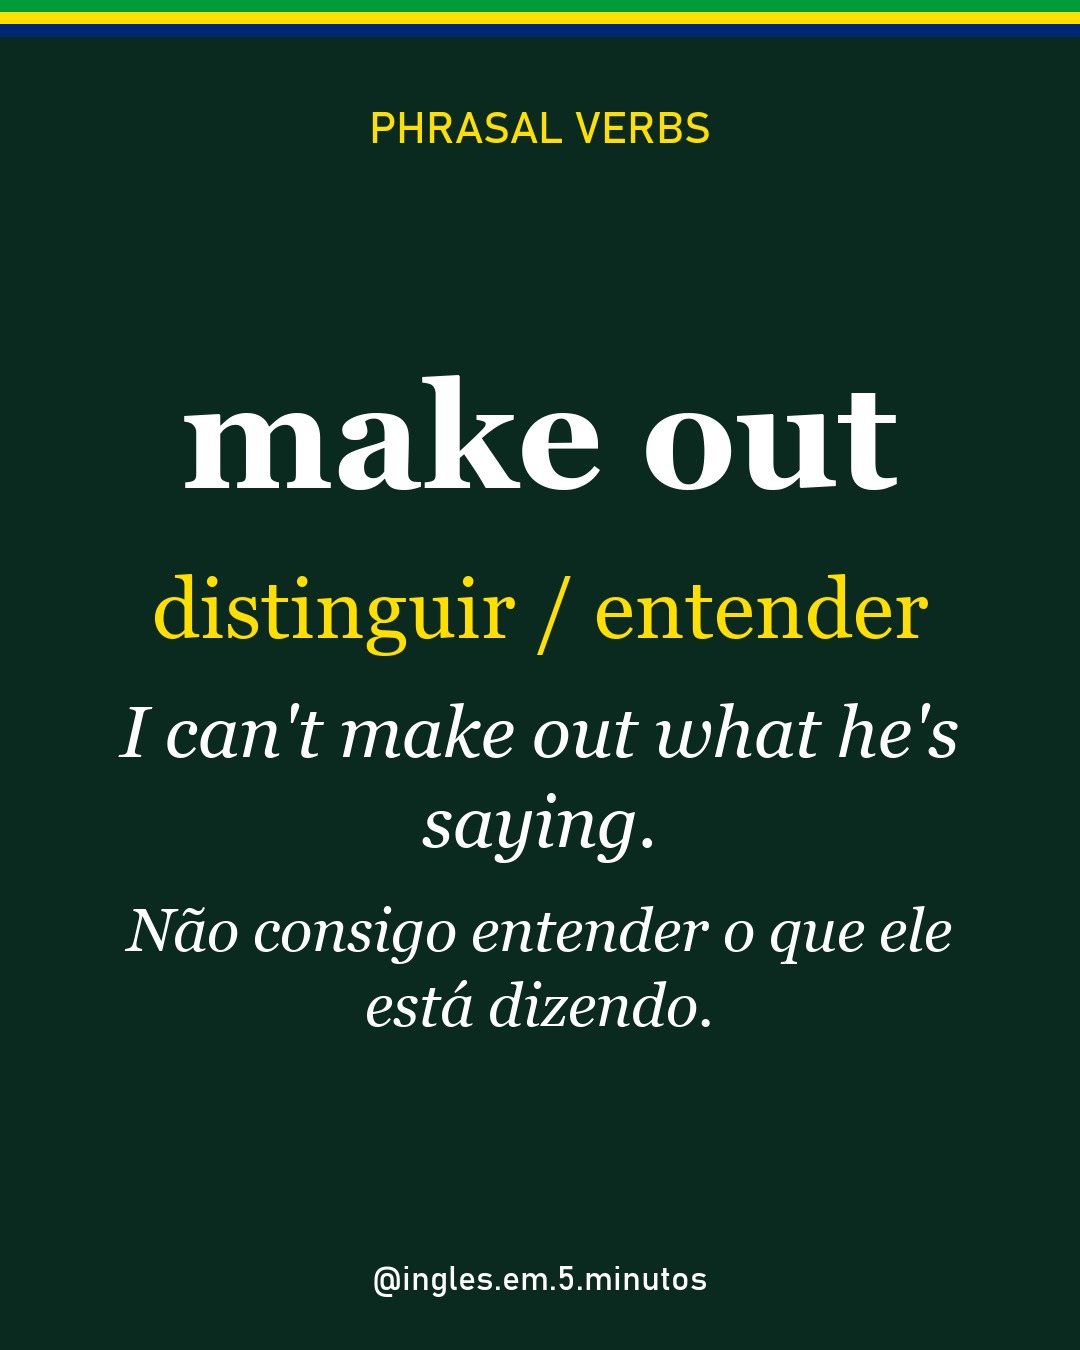 PHRASAL VERBS
make out
distinguir / entender
I can't make out what he's
saying.
Não consigo entender o que ele
está dizendo.
@ingles.em.5.minutos